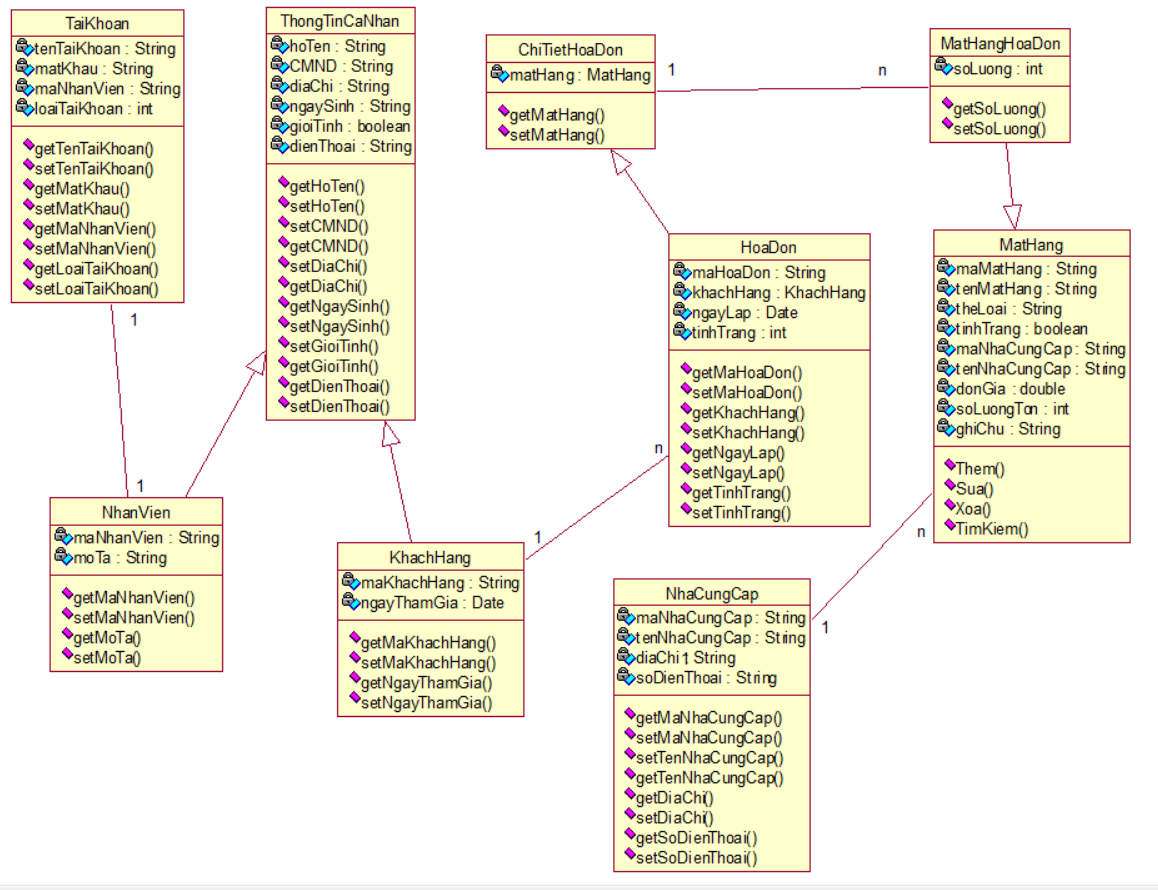 TaiKhoan
tenTaiKhoan : String
matKhau : String
maNhanVien : String
loaiTaiKhoan : int
getTenTaiKhoan()
setTenTaiKhoan()
getMatKhau()
setMatKhau()
getMaNhanVien()
setMaNhanVien()
getLoaiTaiKhoan()
setLoaiTaiKhoan()
1
1
ThongTinCaNhan
hoTen : String
CMND : String
diaChi : String
ngaySinh : String
gioiTinh : boolean
dienThoai : String
getHoTen()
setHoTen()
setCMND()
getCMND()
setDiaChi()
getDiaChi()
getNgaySinh()
setNgaySinh()
setGioiTinh()
getGioiTinh()
getDienThoai()
setDienThoai()
ChiTietHoaDon
matHang : MatHang
getMatHang()
setMatHang()
1
n
MatHangHoaDon
soLuong : int
getSoLuong()
setSoLuong()
HoaDon
maHoaDon : String
khachHang : KhachHang
ngayLap : Date
tinhTrang : int
getMaHoaDon()
setMaHoaDon()
getKhachHang()
setKhachHang()
getNgayLap()
setNgayLap()
getTinhTrang()
setTinhTrang()
n
1
MatHang
maMatHang : String
tenMatHang : String
theLoai : String
tinhTrang : boolean
maNhaCungCap : String
tenNhaCungCap : String
donGia : double
soLuongTon : int
ghiChu : String
Them()
Sua()
Xoa()
TimKiem()
n
1
NhanVien
maNhanVien : String
moTa : String
getMaNhanVien()
setMaNhanVien()
getMoTa()
setMoTa()
KhachHang
maKhachHang : String
ngayThamGia : Date
getMaKhachHang()
setMaKhachHang()
getNgayThamGia()
setNgayThamGia()
NhaCungCap
maNhaCungCap : String
tenNhaCungCap : String
diaChi 1 String
soDienThoai : String
getMaNhaCungCap()
setMaNhaCungCap()
setTenNhaCungCap()
getTenNhaCungCap()
getDiaChi()
setDiaChi()
getSoDienThoai()
setSoDienThoai()